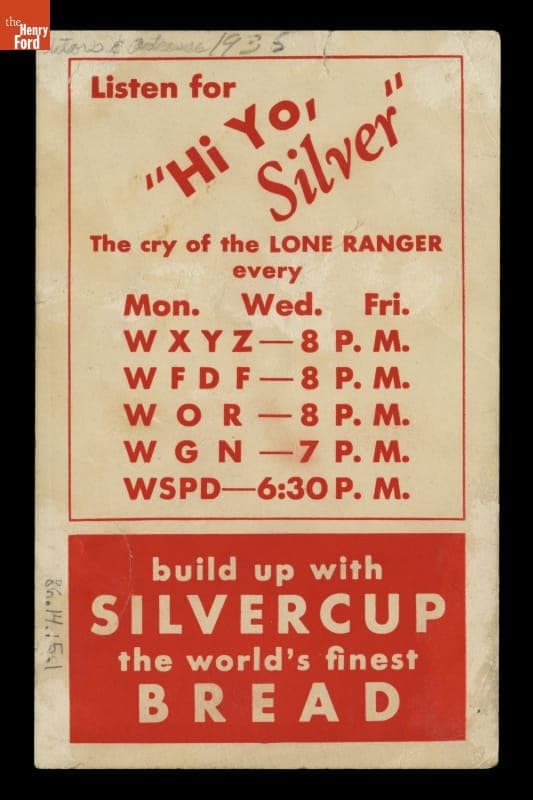 the
Henry
Ford
1935
Listen for
"Hi Yo,
Silver"
The cry of the LONE RANGER
every
Mon. Wed. Fri.
WXYZ—8 P. M.
WFDF—8 P. M.
WOR—8 P. M.
WGN—7 P. M.
WSPD—6:30 P. M.
build up with
SILVERCUP
the world's finest
BREAD